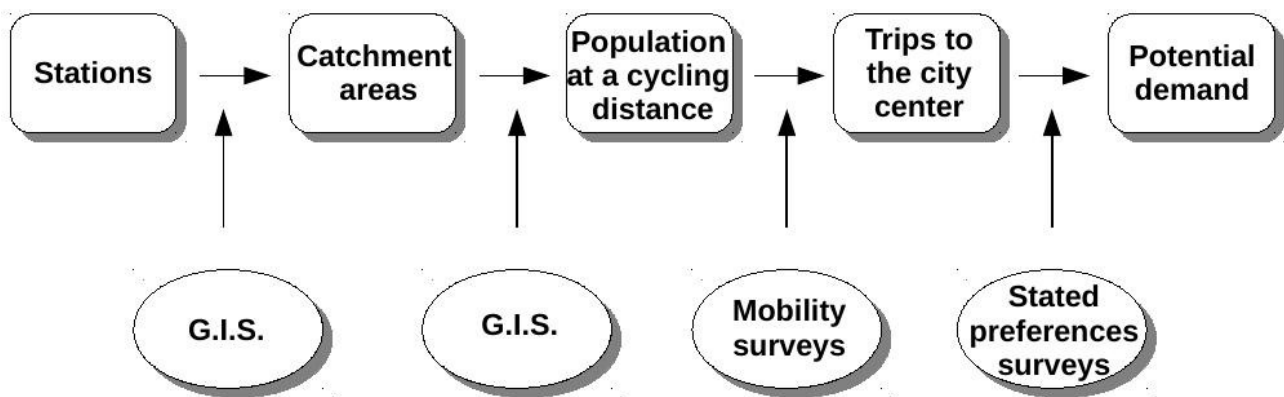 Stations
Catchment
areas
Population
at a cycling
distance
Trips to
the city
center
Potential
demand
G.I.S.
G.I.S.
Mobility
surveys
Stated
preferences
surveys